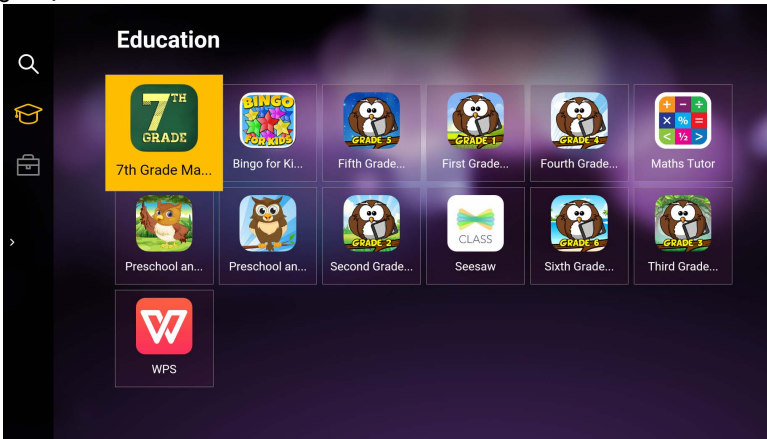 Education
7TH
GRADE
BINGO
FOR KIDS
GRADE 5
GRADE 1
GRADE 4
+ - ÷
× % =
< ½ >
7th Grade Ma...
Bingo for Ki...
Fifth Grade...
First Grade...
Fourth Grade...
Maths Tutor
GRADE 2
CLASS
GRADE 6
GRADE 3
Preschool an...
Preschool an...
Second Grade...
Seesaw
Sixth Grade...
Third Grade...
W
WPS